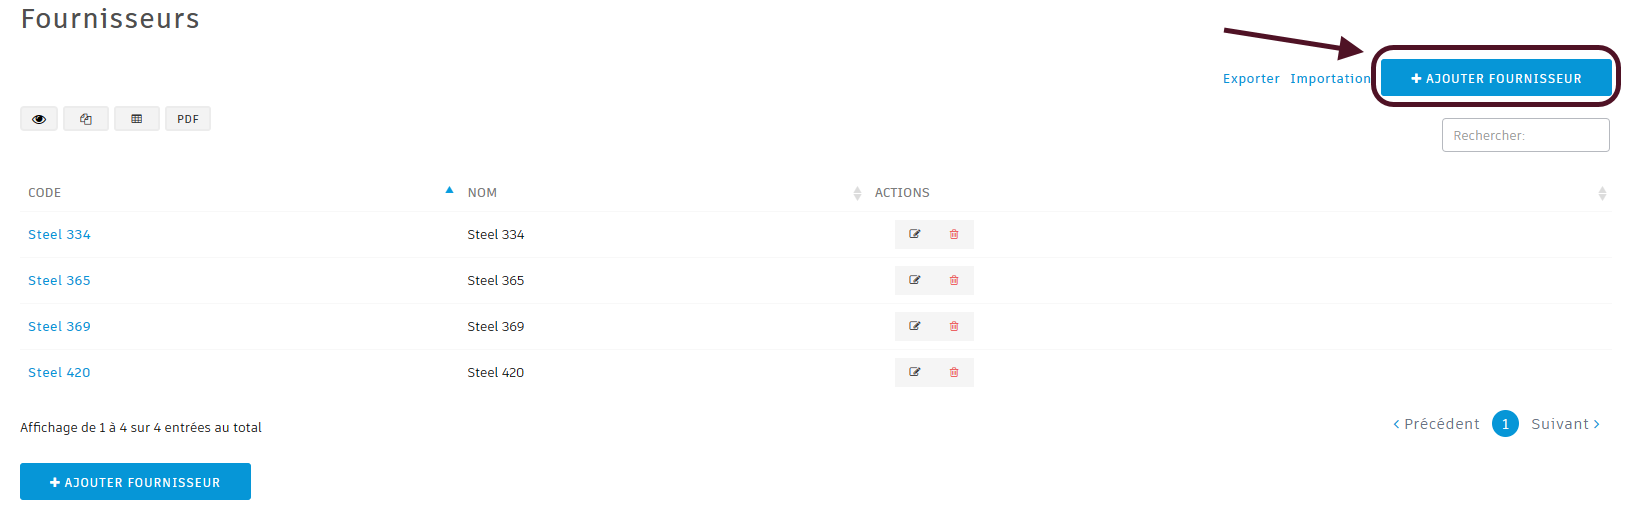 Fournisseurs
Exporter Importation AJOUTER FOURNISSEUR
PDF
Rechercher:
CODE NOM ACTIONS
Steel 334 Steel 334
Steel 365 Steel 365
Steel 369 Steel 369
Steel 420 Steel 420
Affichage de 1 à 4 sur 4 entrées au total
Précédent 1 Suivant
AJOUTER FOURNISSEUR